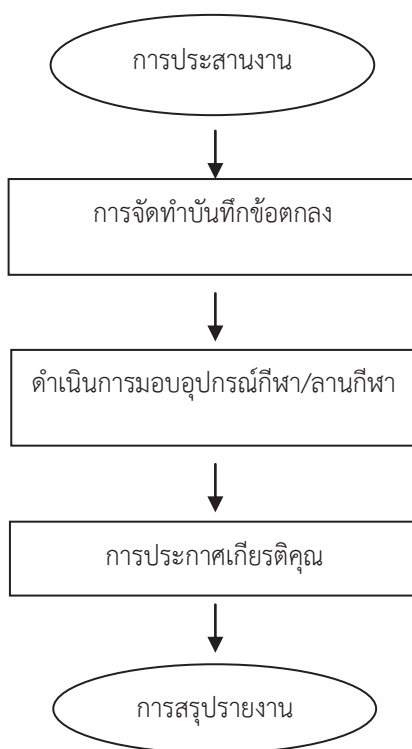 การประสานงาน
การจัดทำบันทึกข้อตกลง
ดำเนินการมอบอุปกรณ์กีฬา/ลานกีฬา
การประกาศเกียรติคุณ
การสรุปรายงาน